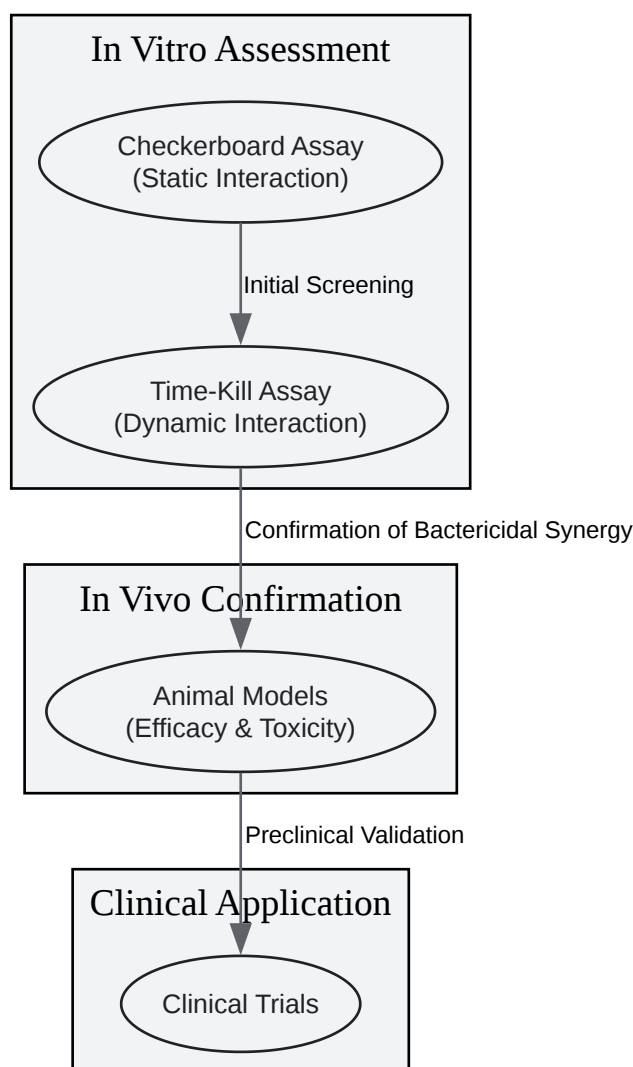 In Vitro Assessment
Checkerboard Assay
(Static Interaction)
Initial Screening
Time-Kill Assay
(Dynamic Interaction)
Confirmation of Bactericidal Synergy
In Vivo Confirmation
Animal Models
(Efficacy & Toxicity)
Preclinical Validation
Clinical Application
Clinical Trials